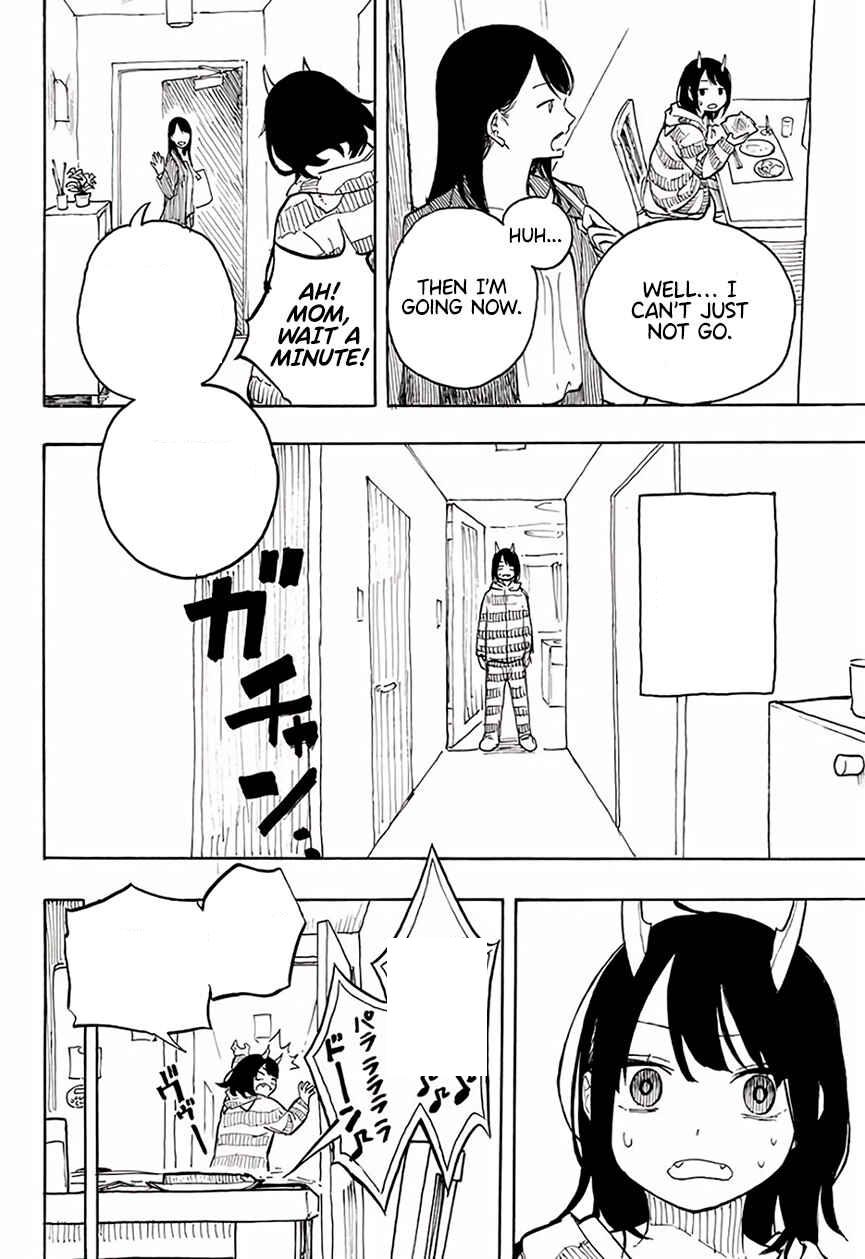 WELL... I
CAN'T JUST
NOT GO.
HUH...
THEN I'M
GOING NOW.
AH!
MOM,
WAIT A
MINUTE!
ガチャン
パララララララ
ドーン
ヴヴー